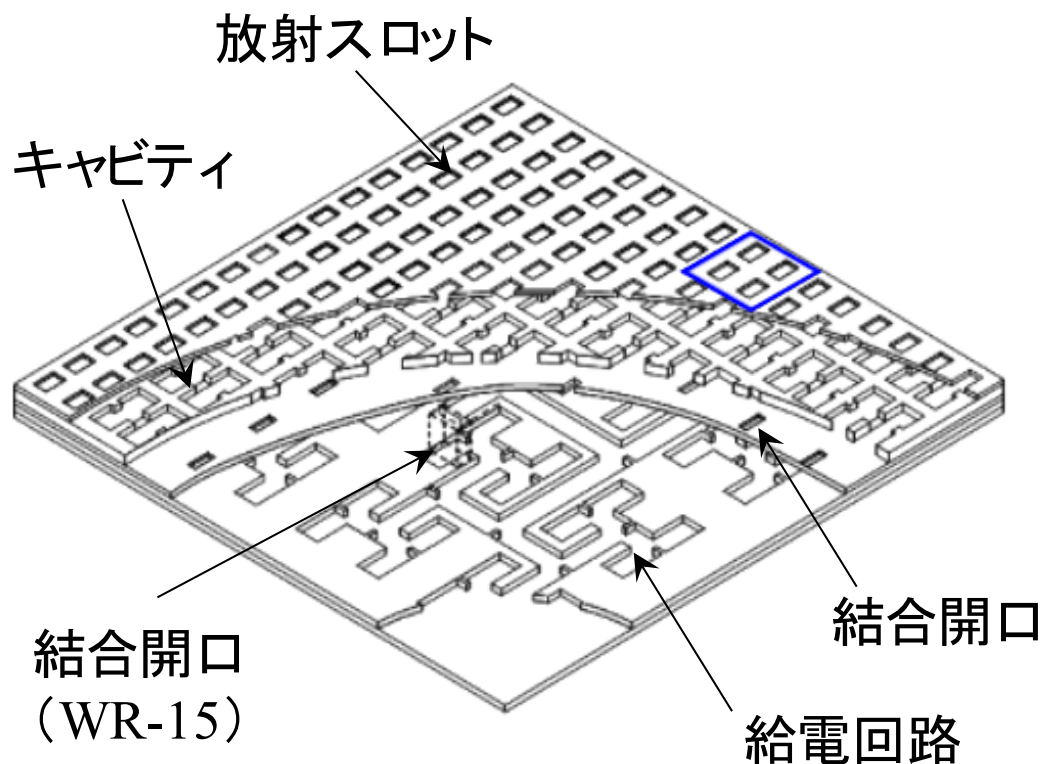 放射スロット
キャビティ
結合開口
結合開口
（WR-15）
給電回路